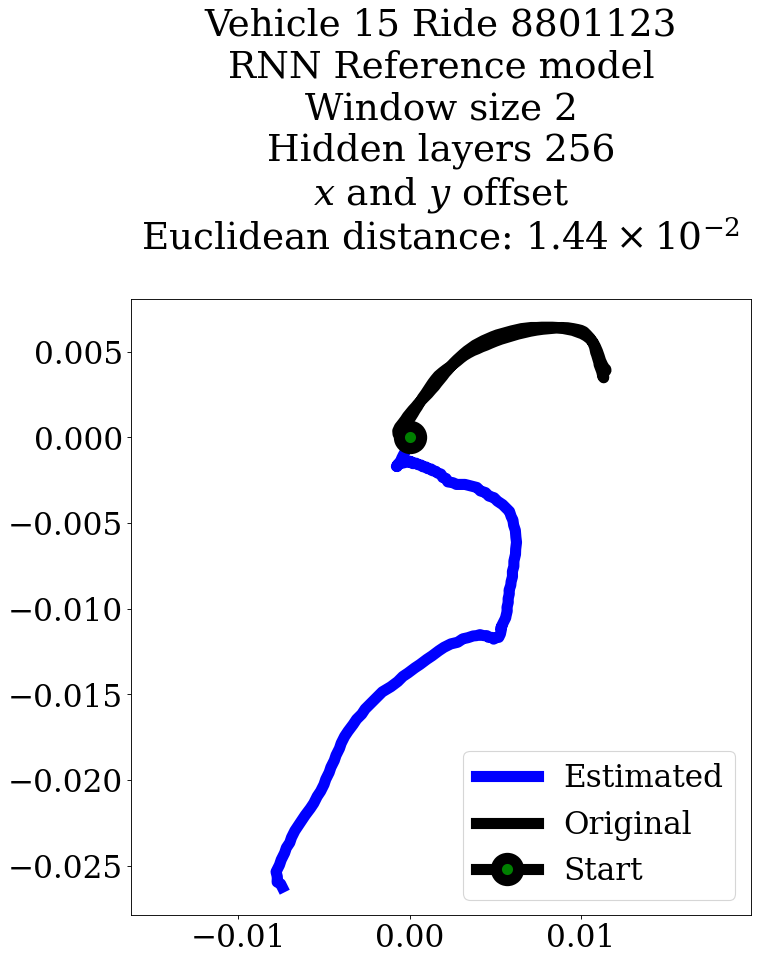 Vehicle 15 Ride 8801123
RNN Reference model
Window size 2
Hidden layers 256
x and y offset
Euclidean distance: 1.44 × 10⁻²
0.005
0.000
−0.005
−0.010
−0.015
−0.020
−0.025
Estimated
Original
Start
−0.01 0.00 0.01